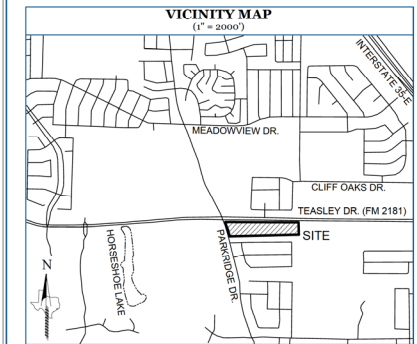 VICINITY MAP
(1" = 2000')
INTERSTATE 35-E
MEADOWVIEW DR.
CLIFF OAKS DR.
TEASLEY DR. (FM 2181)
SITE
HORSESHOE LAKE
PARKRIDGE DR.
N